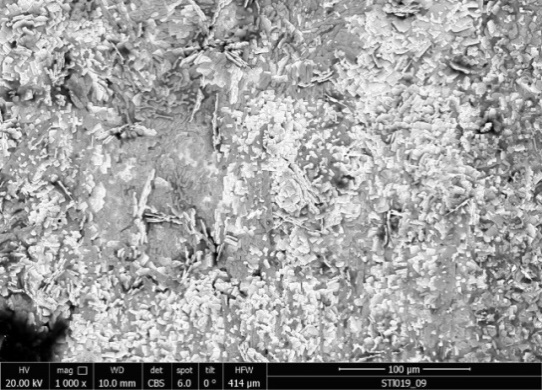 HV mag □ WD det spot tilt HFW 100 µm
20.00 kV 1 000 x 10.0 mm CBS 6.0 0 ° 414 µm STI019_09